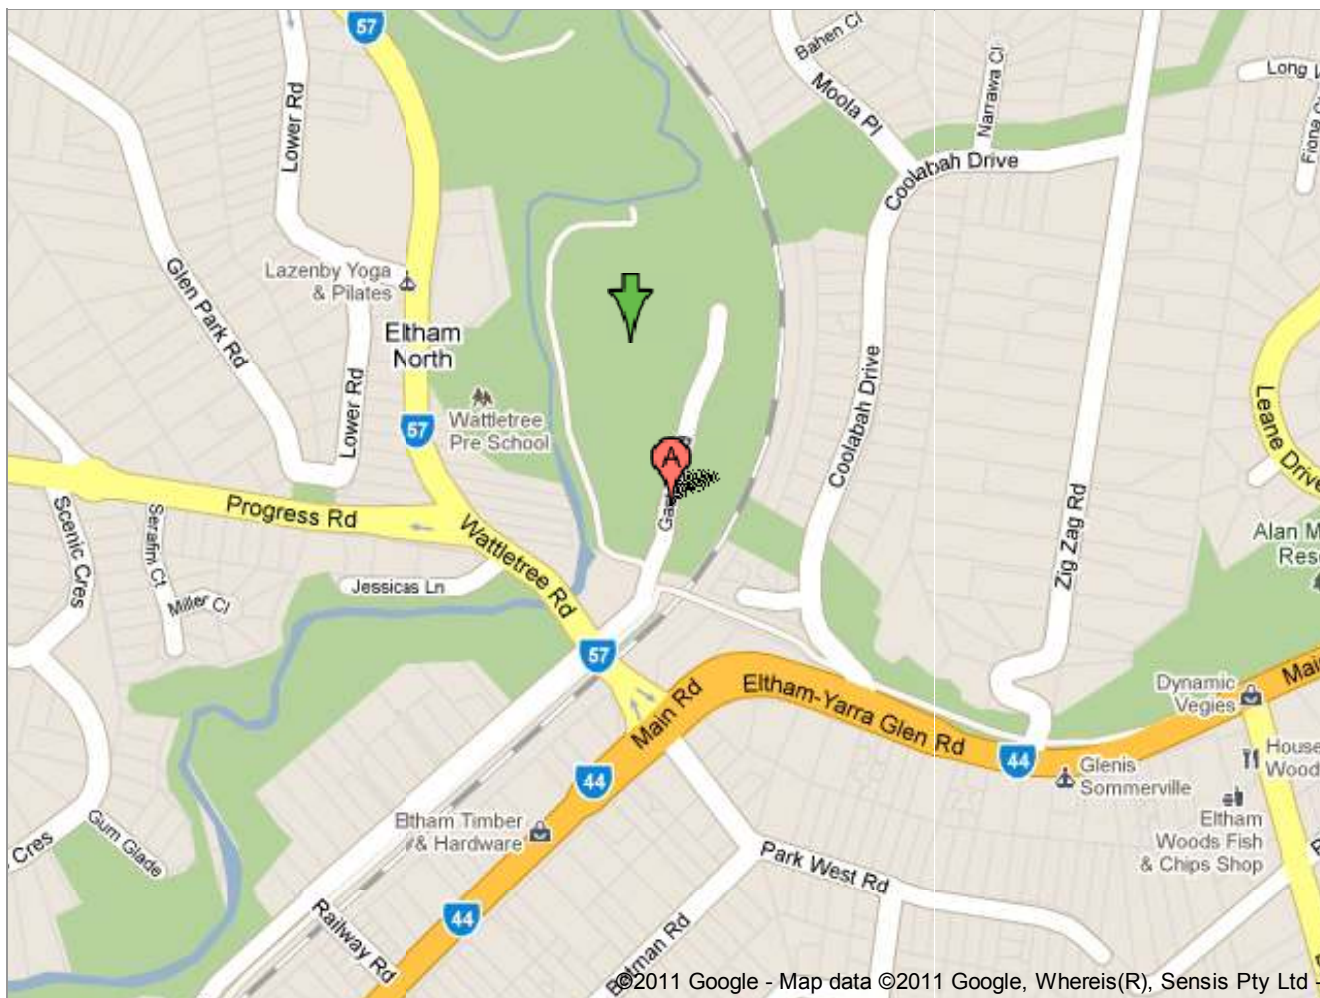 57
Bahen Cl
Long
Lower Rd
Moola Pl
Narrawa Cl
Coolabah Drive
Glen Park Rd
Lazenby Yoga
& Pilates
Eltham
North
Lower Rd
Coolabah Drive
Leane Drive
57
Wattletree
Pre School
A
Progress Rd
Scenic Cres
Serafini Ct
Miller Cl
Wattletree Rd
Jessicas Ln
Zig Zag Rd
57
Main Rd
Eltham-Yarra Glen Rd
Dynamic
Vegies
44
44
Glenis
Sommerville
Eltham Timber
& Hardware
Eltham
Woods Fish
& Chips Shop
Gum Glade
Cres
Park West Rd
44
Railway Rd
©2011 Google - Map data ©2011 Google, Whereis(R), Sensis Pty Ltd -